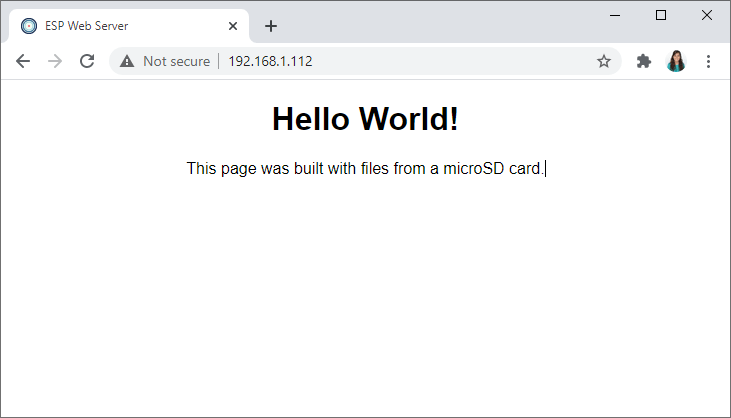 ESP Web Server
Not secure 192.168.1.112
Hello World!
This page was built with files from a microSD card.